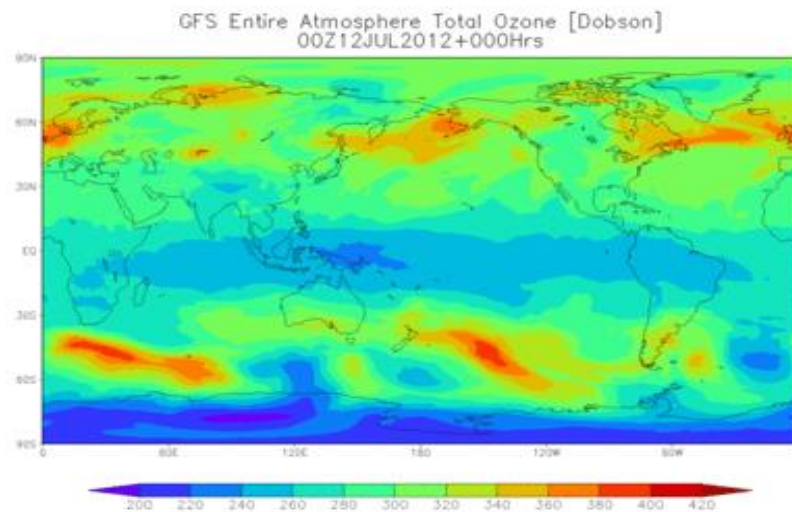 GFS Entire Atmosphere Total Ozone [Dobson]
00Z12JUL2012+000Hrs
90N
60N
30N
EQ
30S
60S
90S
0 60E 120E 180 120W 60W
200 220 240 260 280 300 320 340 360 380 400 420